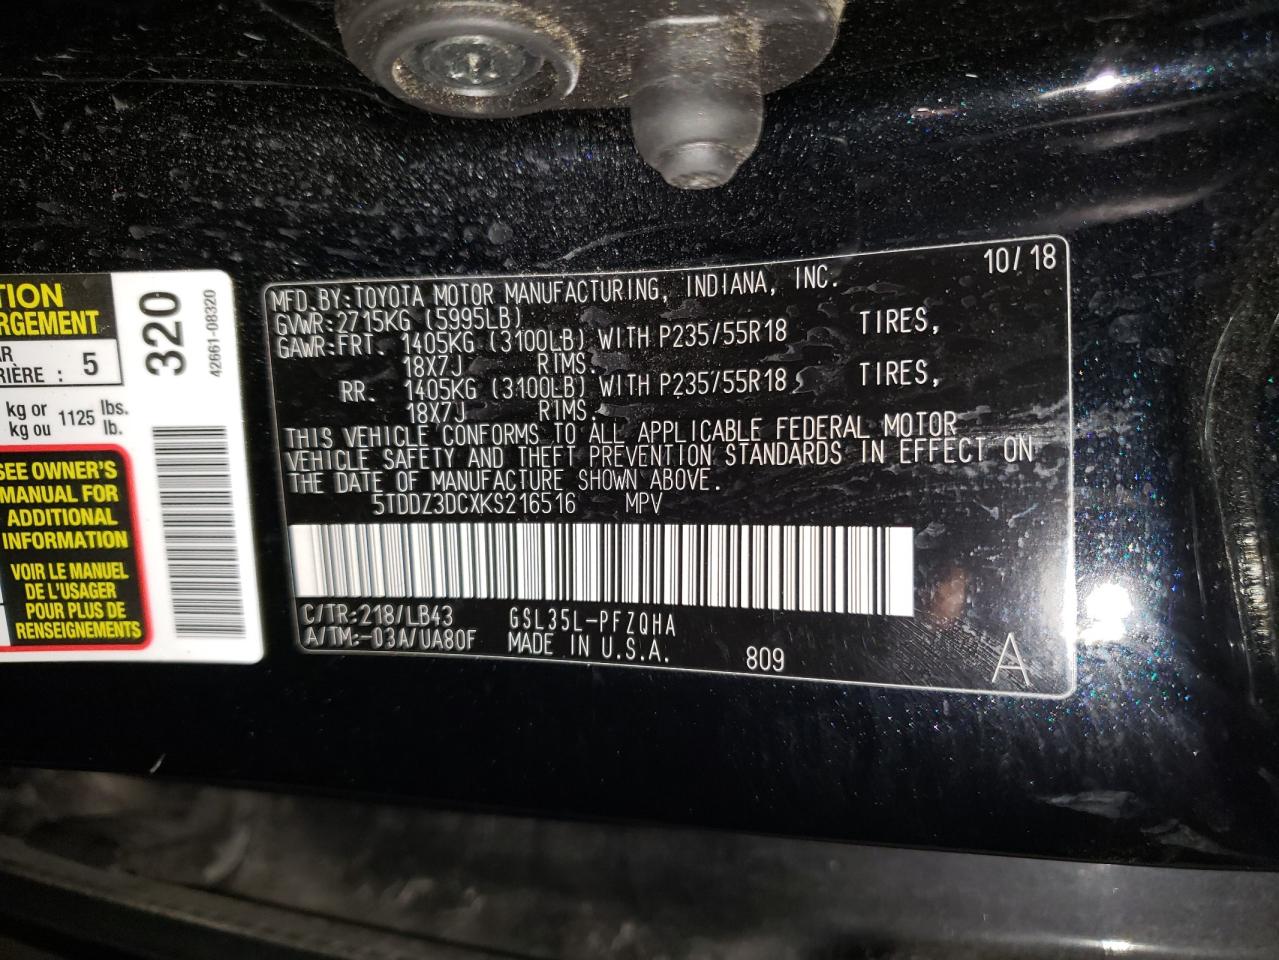 TION
RGEMENT
AR
RIÈRE : 5
kg or 1125 lbs.
kg ou lb.
SEE OWNER'S
MANUAL FOR
ADDITIONAL
INFORMATION
VOIR LE MANUEL
DE L'USAGER
POUR PLUS DE
RENSEIGNEMENTS
320
42661-08320
10/18
MFD BY:TOYOTA MOTOR MANUFACTURING, INDIANA, INC.
GVWR:2715KG (5995LB)
GAWR:FRT. 1405KG (3100LB) WITH P235/55R18 TIRES,
18X7J RIMS.
RR. 1405KG (3100LB) WITH P235/55R18 TIRES,
18X7J RIMS.
THIS VEHICLE CONFORMS TO ALL APPLICABLE FEDERAL MOTOR
VEHICLE SAFETY AND THEFT PREVENTION STANDARDS IN EFFECT ON
THE DATE OF MANUFACTURE SHOWN ABOVE.
5TDDZ3DCXKS216516 MPV
C/TR:218/LB43 GSL35L-PFZQHA
A/TM:-03A/UA80F MADE IN U.S.A. 809 A